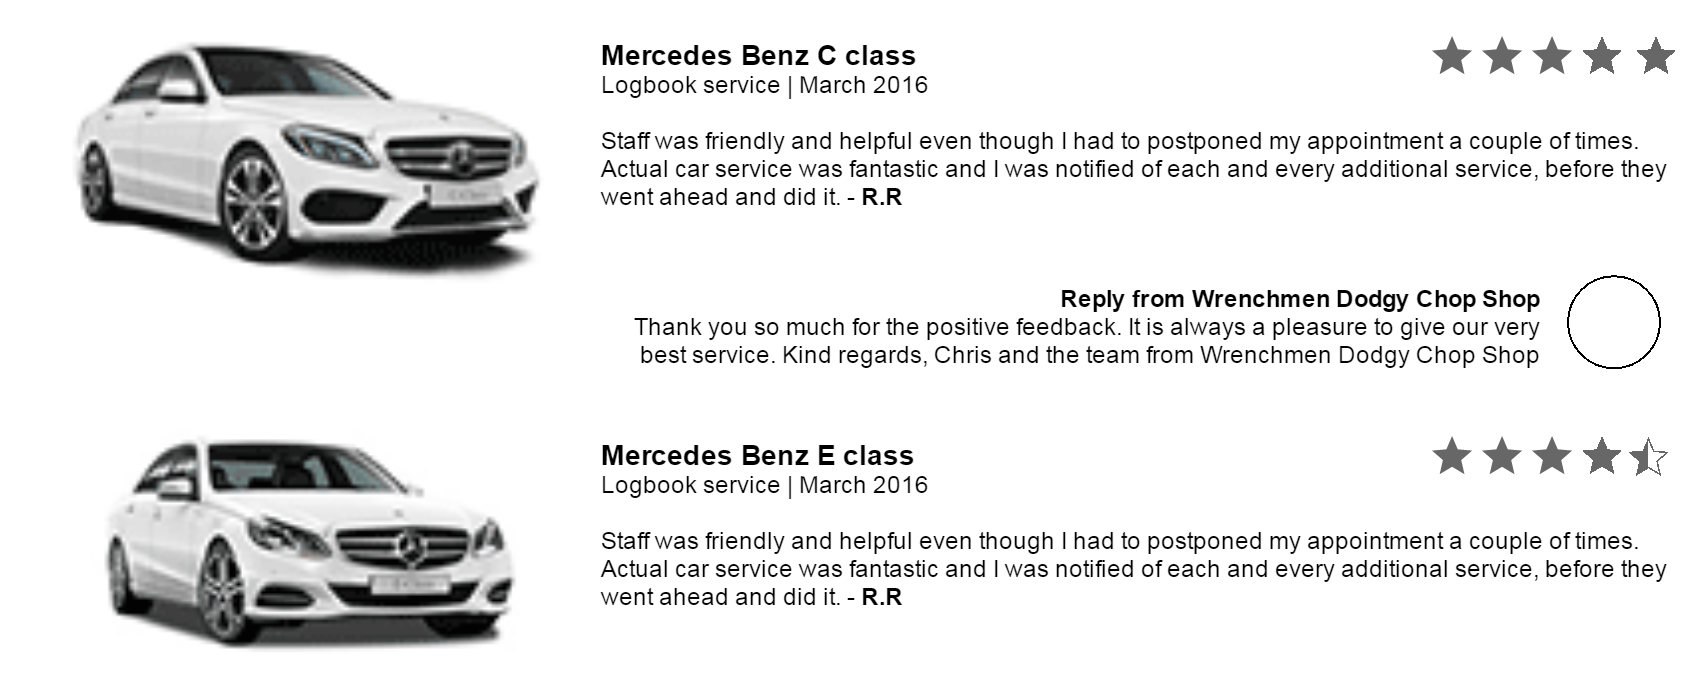 Mercedes Benz C class
Logbook service | March 2016
Staff was friendly and helpful even though I had to postponed my appointment a couple of times.
Actual car service was fantastic and I was notified of each and every additional service, before they
went ahead and did it. - R.R
Reply from Wrenchmen Dodgy Chop Shop
Thank you so much for the positive feedback. It is always a pleasure to give our very
best service. Kind regards, Chris and the team from Wrenchmen Dodgy Chop Shop
Mercedes Benz E class
Logbook service | March 2016
Staff was friendly and helpful even though I had to postponed my appointment a couple of times.
Actual car service was fantastic and I was notified of each and every additional service, before they
went ahead and did it. - R.R